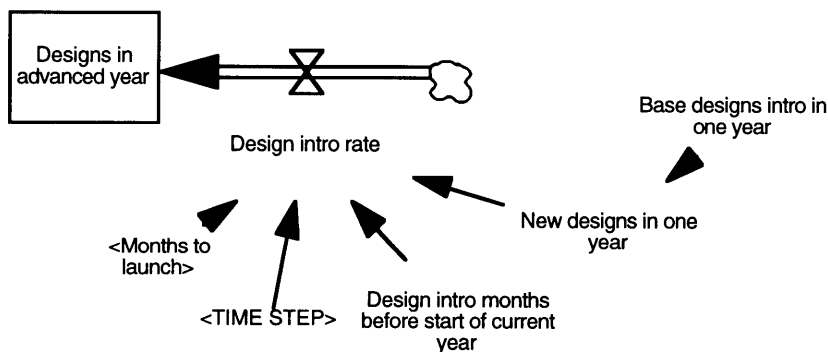 Designs in
advanced year
Base designs intro in
one year
Design intro rate
New designs in one
year
<Months to
launch>
<TIME STEP>
Design intro months
before start of current
year